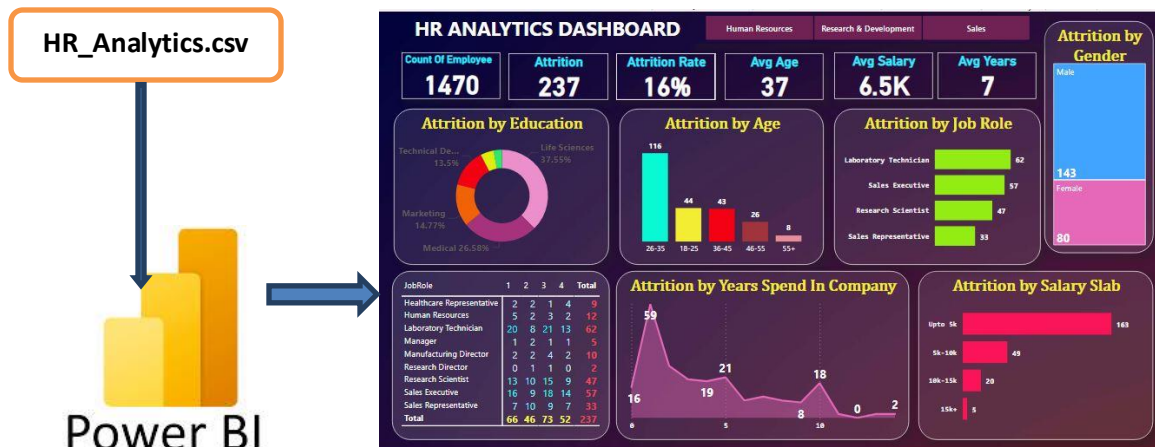 HR_Analytics.csv
Power BI
HR ANALYTICS DASHBOARD
Human Resources
Research & Development
Sales
Count Of Employee
1470
Attrition
237
Attrition Rate
16%
Avg Age
37
Avg Salary
6.5K
Avg Years
7
Attrition by
Gender
Male
143
Female
80
Attrition by Education
Life Sciences
37.55%
Technical De...
13.5%
Marketing
14.77%
Medical 26.58%
Attrition by Age
116
44
43
26
8
26-35 18-25 36-45 46-55 55+
Attrition by Job Role
Laboratory Technician 62
Sales Executive 57
Research Scientist 47
Sales Representative 33
JobRole 1 2 3 4 Total
Healthcare Representative 2 2 1 4 9
Human Resources 5 2 3 2 12
Laboratory Technician 20 8 21 13 62
Manager 1 2 1 1 5
Manufacturing Director 2 2 4 2 10
Research Director 0 1 1 0 2
Research Scientist 13 10 15 9 47
Sales Executive 16 9 18 14 57
Sales Representative 7 10 9 7 33
Total 66 46 73 52 237
Attrition by Years Spend In Company
59
16
19
21
8
18
0
2
0 5 10
Attrition by Salary Slab
Upto 5k 163
5k-10k 49
10k-15k 20
15k+ 5